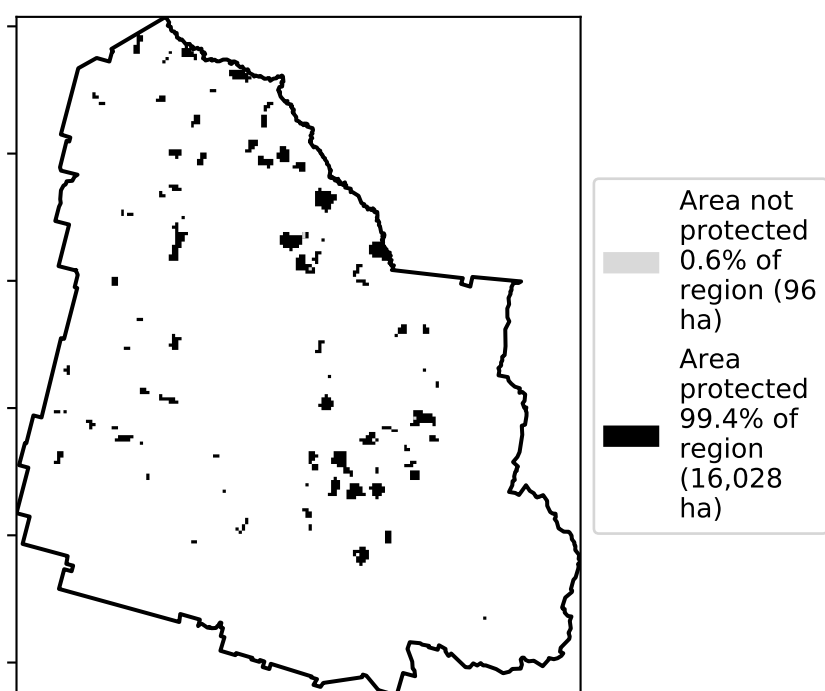 Area not
protected
0.6% of
region (96
ha)
Area
protected
99.4% of
region
(16,028
ha)